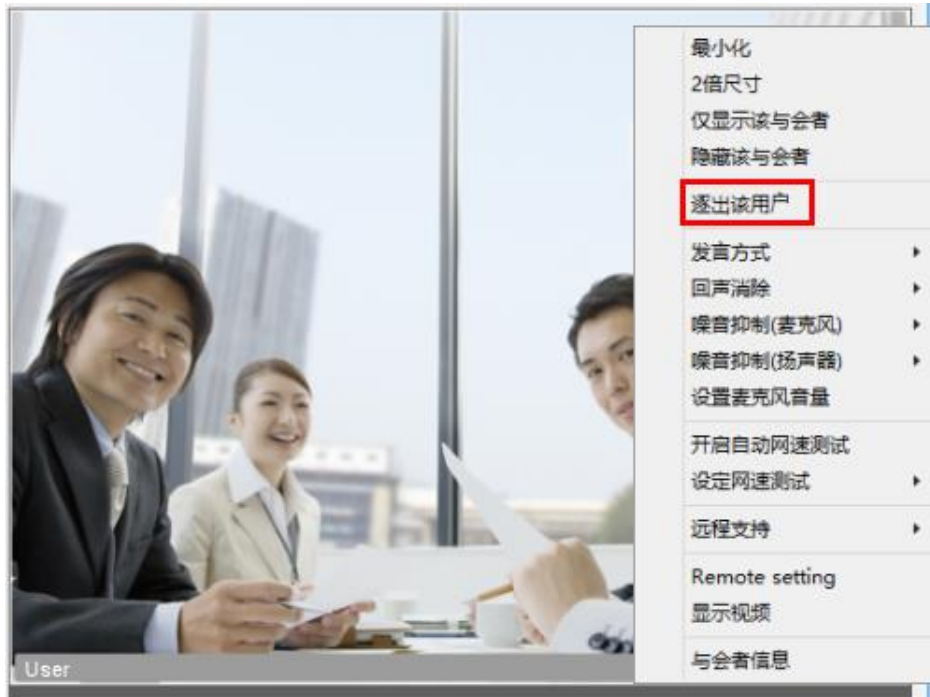 最小化
2倍尺寸
仅显示该与会者
隐藏该与会者
逐出该用户
发言方式
回声消除
噪音抑制(麦克风)
噪音抑制(扬声器)
设置麦克风音量
开启自动网速测试
设定网速测试
远程支持
Remote setting
显示视频
与会者信息
User